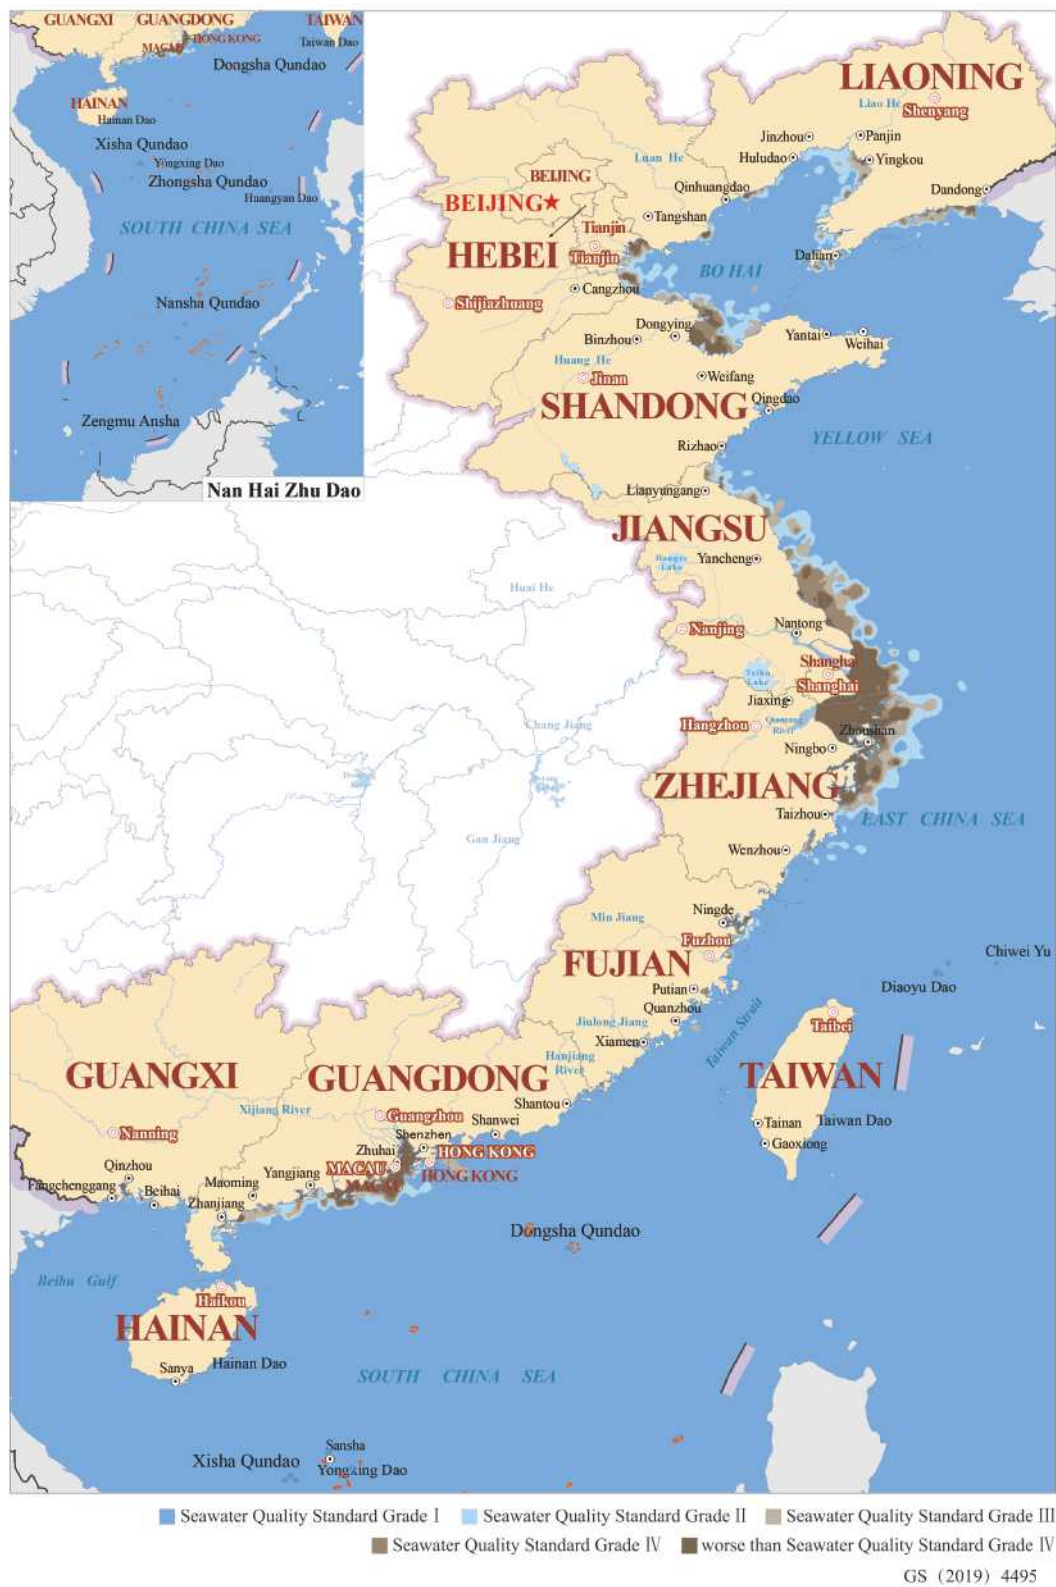 GUANGXI
GUANGDONG
TAIWAN
HONG KONG
MACAU
Taiwan Dao
Dongsha Qundao
HAINAN
Hainan Dao
Xisha Qundao
Yongxing Dao
Zhongsha Qundao
Haangyan Dao
SOUTH CHINA SEA
Nansha Qundao
Zengmu Ansha
Nan Hai Zhu Dao
LIAONING
Liao He
Shenyang
Jinzhou
Panjin
Huludao
Yingkou
Luan He
BEIJING
BEIJING
Qinhuangdao
Dandong
Tangshan
Tianjin
HEBEI
Tianjin
Dalian
BO HAI
Cangzhou
Shijiazhuang
Dongying
Binzhou
Yantai
Weihai
Huang He
Jinan
Weifang
SHANDONG
Qingdao
YELLOW SEA
Rizhao
Lianyungang
JIANGSU
Yancheng
Huai He
Nanjing
Nantong
Shangha
Shanghai
Taihu
Lake
Jiaxing
Hangzhou
River
Chang Jiang
Zhoushan
Ningbo
ZHEJIANG
Taizhou
EAST CHINA SEA
Gan Jiang
Wenzhou
Ningde
Min Jiang
Fuzhou
FUJIAN
Chiwei Yu
Diaoyu Dao
Putian
Quanzhou
Jiulong Jiang
Xiamen
Taiwan Strait
Taibei
Hanjiang
River
GUANGXI
GUANGDONG
TAIWAN
Xijiang River
Shantou
Guangzhou
Shanwei
Tainan
Taiwan Dao
Nanning
Shenzhen
Gaoxiong
Zhuhai
HONG KONG
Qinzhou
MACAU
HONG KONG
Yangjiang
MACAU
Fangchenggang
Beihai
Maoming
Zhanjiang
Dongsha Qundao
Beibu Gulf
Haikou
HAINAN
Sanya
Hainan Dao
SOUTH CHINA SEA
Sansha
Xisha Qundao
Yongxing Dao
Seawater Quality Standard Grade I
Seawater Quality Standard Grade II
Seawater Quality Standard Grade III
Seawater Quality Standard Grade IV
worse than Seawater Quality Standard Grade IV
GS (2019) 4495